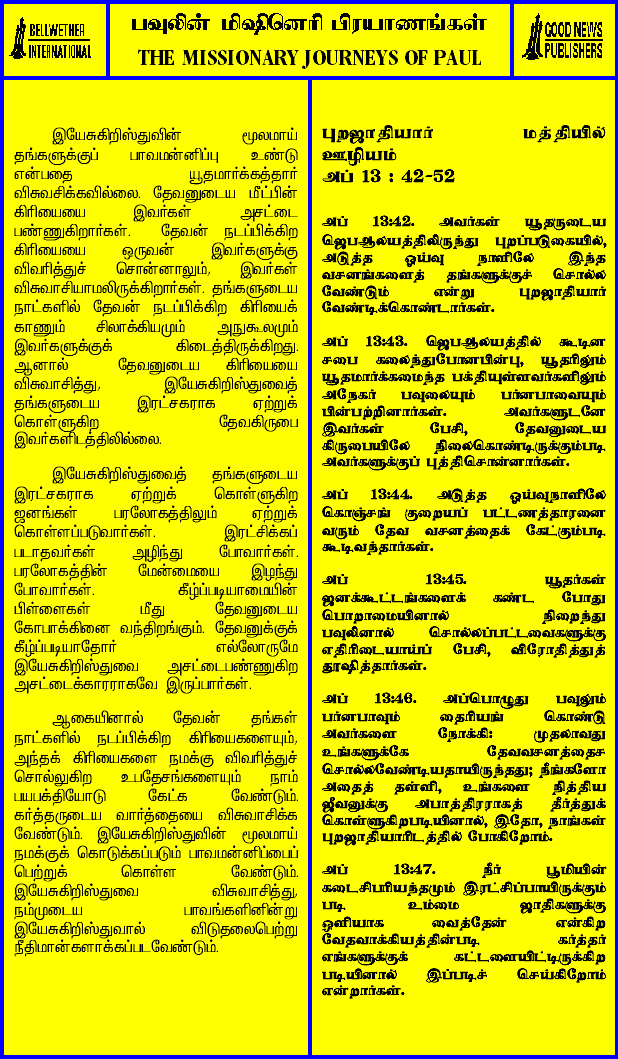 BELLWETHER
INTERNATIONAL
பவுலின் மிஷினெரி பிரயாணங்கள்
THE MISSIONARY JOURNEYS OF PAUL
GOOD NEWS
PUBLISHERS
இயேசுகிறிஸ்துவின் மூலமாய்
தங்களுக்குப் பாவமன்னிப்பு உண்டு
என்பதை யூதமார்க்கத்தார்
விசுவசிக்கவில்லை. தேவனுடைய மீட்பின்
கிரியையை இவர்கள் அசட்டை
பண்ணுகிறார்கள். தேவன் நடப்பிக்கிற
கிரியையை ஒருவன் இவர்களுக்கு
விவரித்துச் சொன்னாலும், இவர்கள்
விசுவாசியாமலிருக்கிறார்கள். தங்களுடைய
நாட்களில் தேவன் நடப்பிக்கிற கிரியைக்
காணும் சிலாக்கியமும் அநுகூலமும்
இவர்களுக்குக் கிடைத்திருக்கிறது.
ஆனால் தேவனுடைய கிரியையை
விசுவாசித்து, இயேசுகிறிஸ்துவைத்
தங்களுடைய இரட்சகராக ஏற்றுக்
கொள்ளுகிற தேவகிருபை
இவர்களிடத்திலில்லை.
இயேசுகிறிஸ்துவைத் தங்களுடைய
இரட்சகராக ஏற்றுக் கொள்ளுகிற
ஜனங்கள் பரலோகத்திலும் ஏற்றுக்
கொள்ளப்படுவார்கள். இரட்சிக்கப்
படாதவர்கள் அழிந்து போவார்கள்.
பரலோகத்தின் மேன்மையை இழந்து
போவார்கள். கீழ்ப்படியாமையின்
பிள்ளைகள் மீது தேவனுடைய
கோபாக்கினை வந்திறங்கும். தேவனுக்குக்
கீழ்ப்படியாதோர் எல்லோருமே
இயேசுகிறிஸ்துவை அசட்டைபண்ணுகிற
அசட்டைக்காரராகவே இருப்பார்கள்.
ஆகையினால் தேவன் தங்கள்
நாட்களில் நடப்பிக்கிற கிரியைகளையும்,
அந்தக் கிரியைகளை நமக்கு விவரித்துச்
சொல்லுகிற உபதேசங்களையும் நாம்
பயபக்தியோடு கேட்க வேண்டும்.
கர்த்தருடைய வார்த்தையை விசுவாசிக்க
வேண்டும். இயேசுகிறிஸ்துவின் மூலமாய்
நமக்குக் கொடுக்கப்படும் பாவமன்னிப்பைப்
பெற்றுக் கொள்ள வேண்டும்.
இயேசுகிறிஸ்துவை விசுவாசித்து,
நம்முடைய பாவங்களினின்று
இயேசுகிறிஸ்துவால் விடுதலைபெற்று
நீதிமான்களாக்கப்படவேண்டும்.
புறஜாதியார் மத்தியில்
ஊழியம்
அப் 13 : 42-52
அப் 13:42. அவர்கள் யூதருடைய
ஜெபஆலயத்திலிருந்து புறப்படுகையில்,
அடுத்த ஓய்வு நாளிலே இந்த
வசனங்களைத் தங்களுக்குச் சொல்ல
வேண்டும் என்று புறஜாதியார்
வேண்டிக்கொண்டார்கள்.
அப் 13:43. ஜெபஆலயத்தில் கூடின
சபை கலைந்துபோனபின்பு, யூதரிலும்
யூதமார்க்கமைந்த பக்தியுள்ளவர்களிலும்
அநேகர் பவுலையும் பர்னபாவையும்
பின்பற்றினார்கள். அவர்களுடனே
இவர்கள் பேசி, தேவனுடைய
கிருபையிலே நிலைகொண்டிருக்கும்படி
அவர்களுக்குப் புத்திசொன்னார்கள்.
அப் 13:44. அடுத்த ஓய்வுநாளிலே
கொஞ்சங் குறையப் பட்டணத்தாரனை
வரும் தேவ வசனத்தைக் கேட்கும்படி
கூடிவந்தார்கள்.
அப் 13:45. யூதர்கள்
ஜனக்கூட்டங்களைக் கண்ட போது
பொறாமையினால் நிறைந்து
பவுலினால் சொல்லப்பட்டவைகளுக்கு
எதிரிடையாய்ப் பேசி, விரோதித்துத்
தூஷித்தார்கள்.
அப் 13:46. அப்பொழுது பவுலும்
பர்னபாவும் தைரியங் கொண்டு
அவர்களை நோக்கி: முதலாவது
உங்களுக்கே தேவவசனத்தைச
சொல்லவேண்டியதாயிருந்தது; நீங்களோ
அதைத் தள்ளி, உங்களை நித்திய
ஜீவனுக்கு அபாத்திரராகத் தீர்த்துக்
கொள்ளுகிறபடியினால், இதோ, நாங்கள்
புறஜாதியாரிடத்தில் போகிறோம்.
அப் 13:47. நீர் பூமியின்
கடைசிபரியந்தமும் இரட்சிப்பாயிருக்கும்
படி உம்மை ஜாதிகளுக்கு
ஒளியாக வைத்தேன் என்கிற
வேதவாக்கியத்தின்படி கர்த்தர்
எங்களுக்குக் கட்டளையிட்டிருக்கிற
படியினால் இப்படிச் செய்கிறோம்
என்றார்கள்.